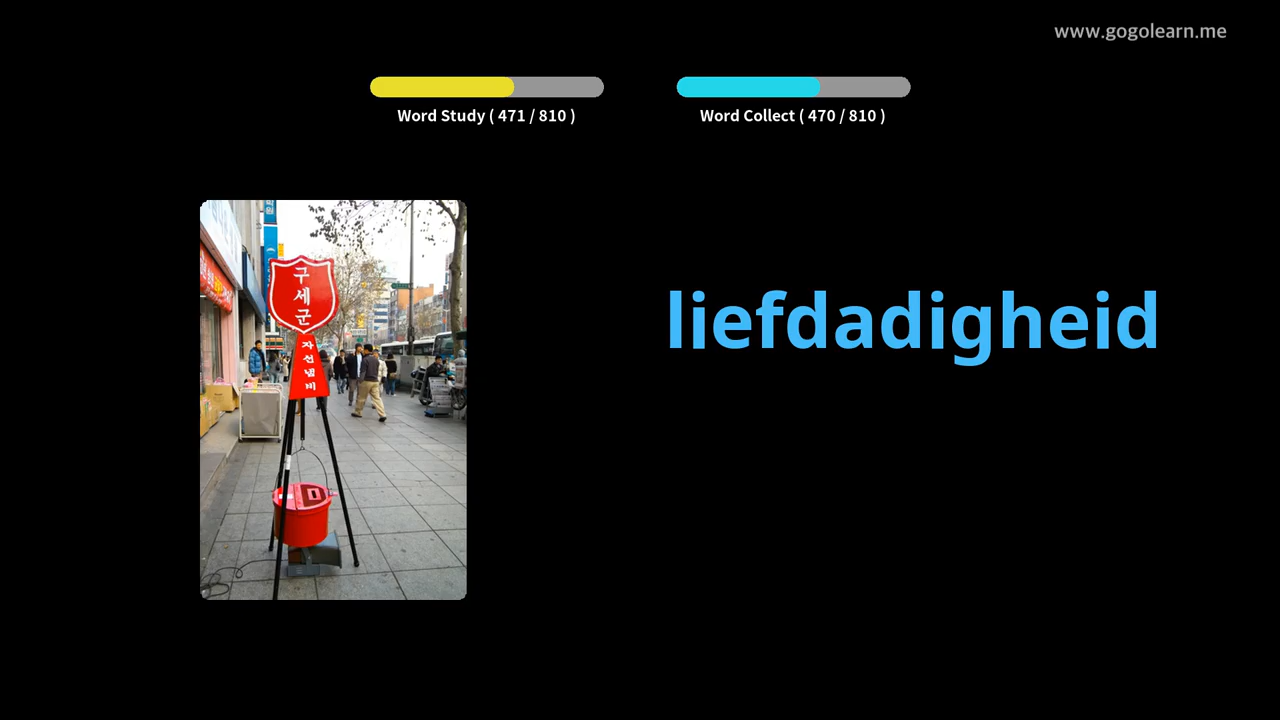 www.gogolearn.me
Word Study ( 471 / 810 )
Word Collect ( 470 / 810 )
liefdadigheid
구
세
군
자
선
냄
비